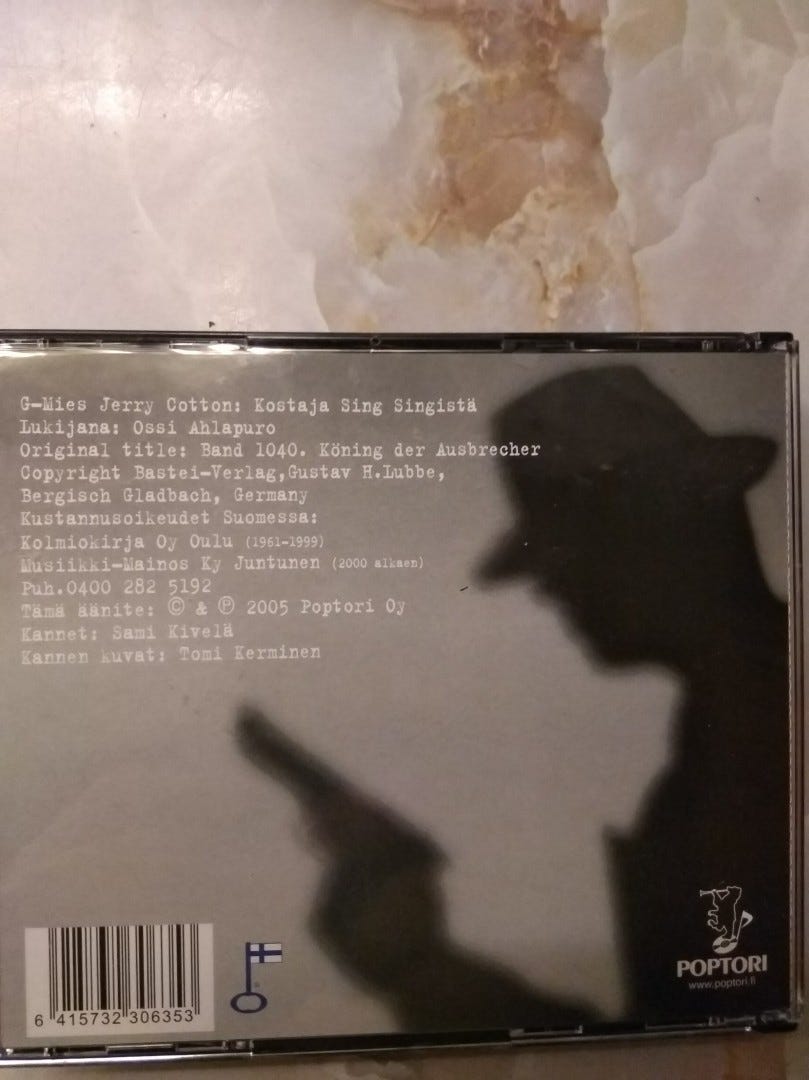 G-Mies Jerry Cotton: Kostaja Sing Singistä
Lukijana: Ossi Ahlapuro
Original title: Band 1040. Köning der Ausbrecher
Copyright Bastei-Verlag,Gustav H.Lubbe,
Bergisch Gladbach, Germany
Kustannusoikeudet Suomessa:
Kolmiokirja Oy Oulu (1961-1999)
Musiikki-Mainos Ky Juntunen (2000 alkaen)
Puh.0400 282 5192
Tämä äänite: © & ℗ 2005 Poptori Oy
Kannet: Sami Kivelä
Kannen kuvat: Tomi Kerminen
6 415732 306353
POPTORI
www.poptori.fi